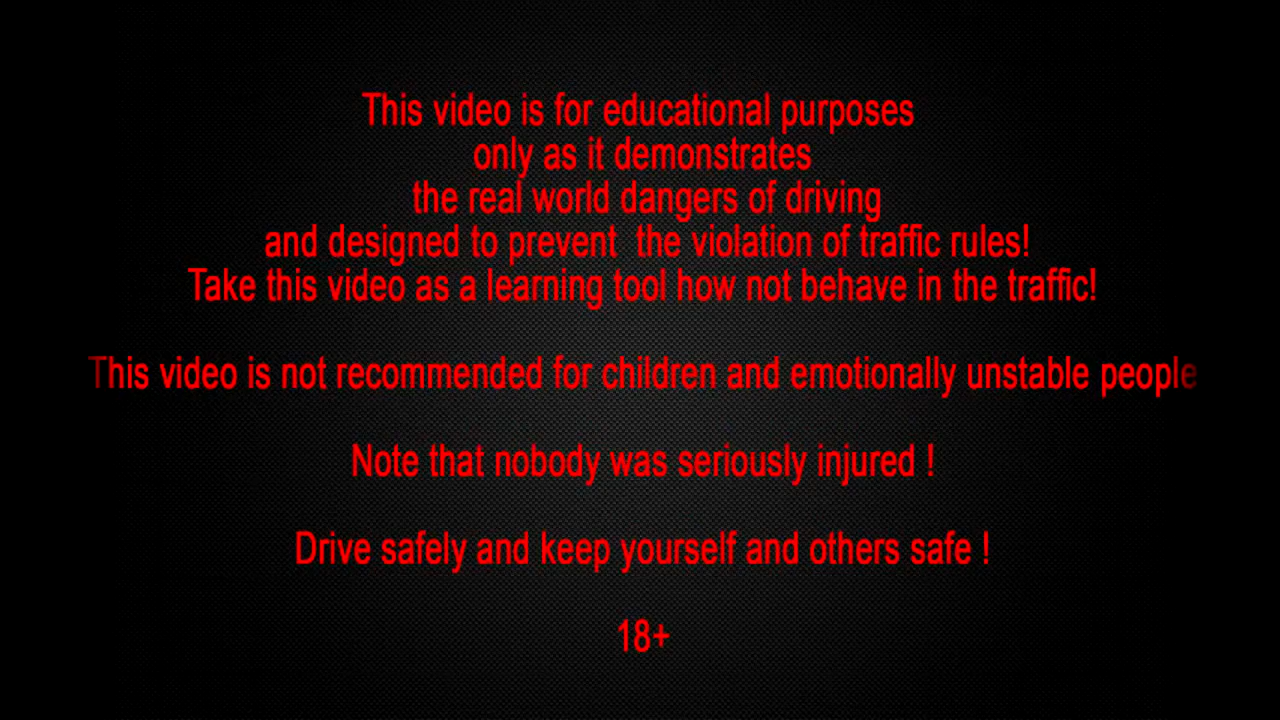 This video is for educational purposes
only as it demonstrates
the real world dangers of driving
and designed to prevent  the violation of traffic rules!
Take this video as a learning tool how not behave in the traffic!
This video is not recommended for children and emotionally unstable people
Note that nobody was seriously injured !
Drive safely and keep yourself and others safe !
18+